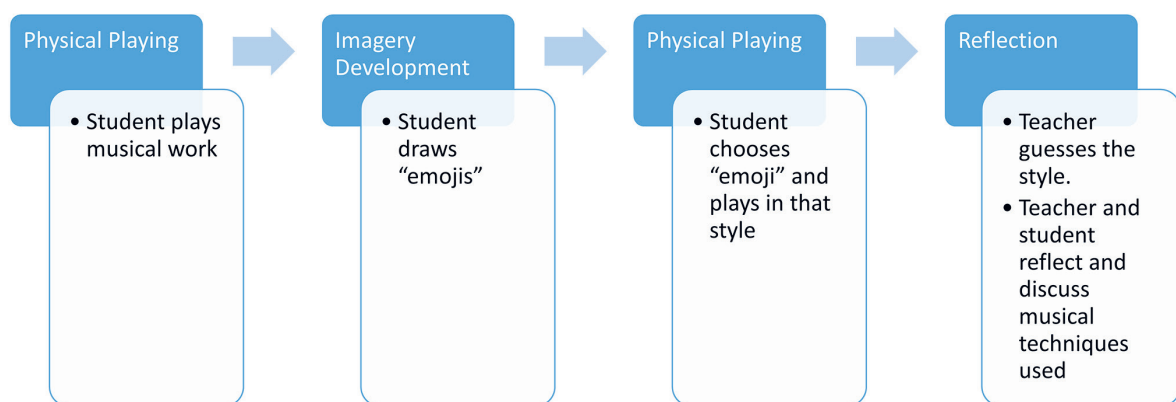 Physical Playing
• Student plays
musical work
Imagery
Development
• Student
draws
“emojis”
Physical Playing
• Student
chooses
“emoji” and
plays in that
style
Reflection
• Teacher
guesses the
style.
• Teacher and
student
reflect and
discuss
musical
techniques
used